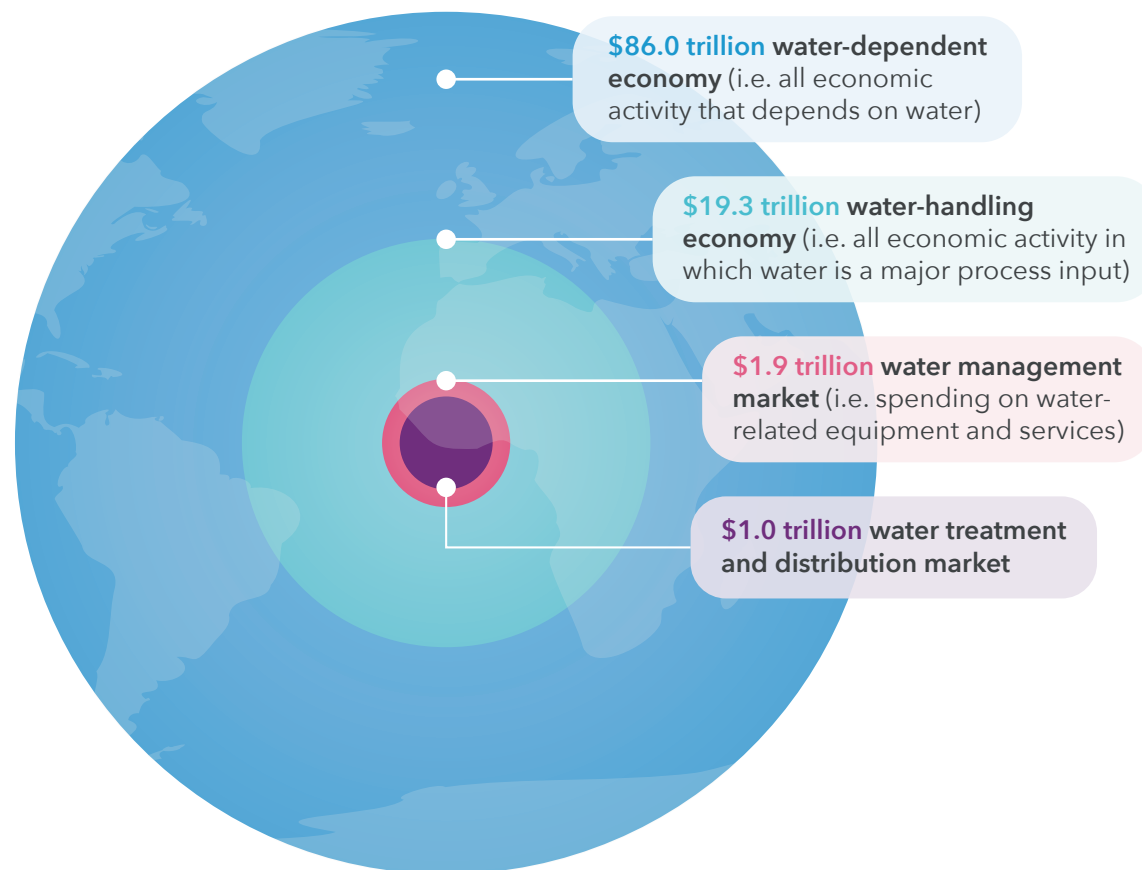 $86.0 trillion water-dependent
economy (i.e. all economic
activity that depends on water)
$19.3 trillion water-handling
economy (i.e. all economic activity in
which water is a major process input)
$1.9 trillion water management
market (i.e. spending on water-
related equipment and services)
$1.0 trillion water treatment
and distribution market